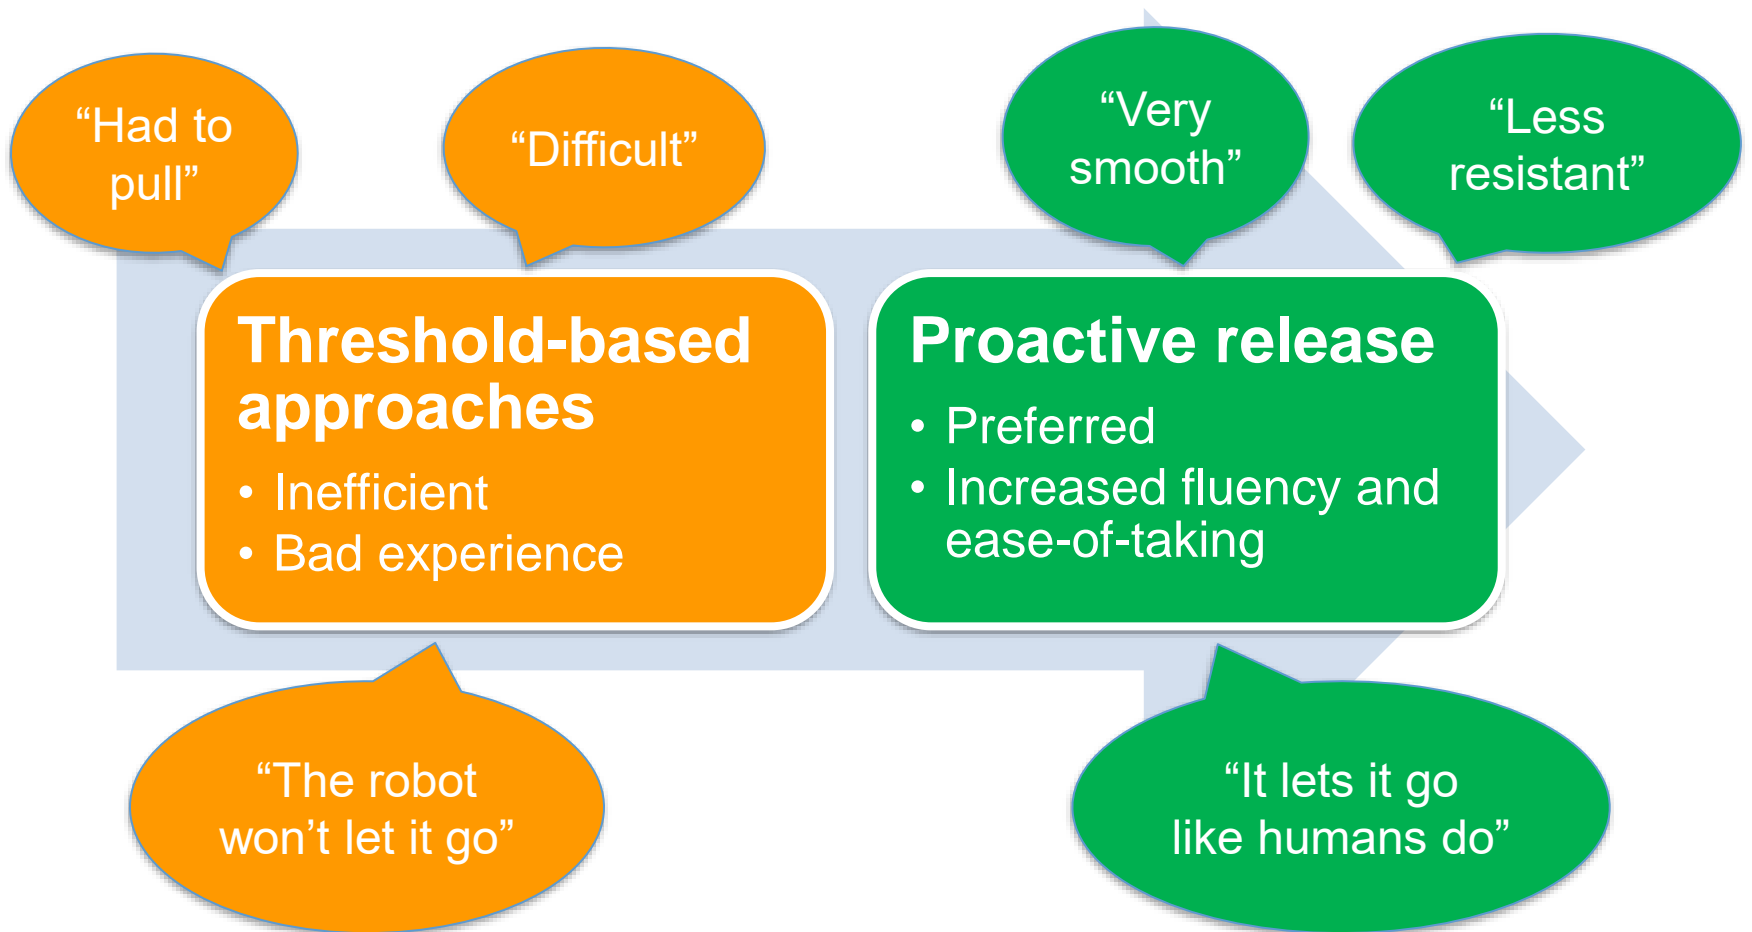 “Had to
pull”
“Difficult”
“Very
smooth”
“Less
resistant”
Threshold-based
approaches
• Inefficient
• Bad experience
Proactive release
• Preferred
• Increased fluency and
ease-of-taking
“The robot
won’t let it go”
“It lets it go
like humans do”